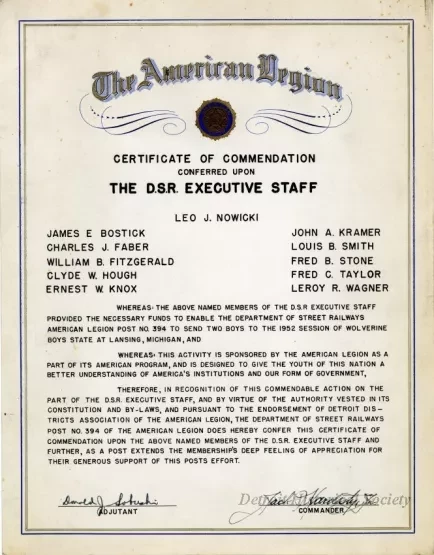 The American Legion
CERTIFICATE OF COMMENDATION
CONFERRED UPON
THE D.S.R. EXECUTIVE STAFF
LEO J. NOWICKI
JAMES E BOSTICK
CHARLES J. FABER
WILLIAM B. FITZGERALD
CLYDE W. HOUGH
ERNEST W. KNOX
JOHN A. KRAMER
LOUIS B. SMITH
FRED B. STONE
FRED C. TAYLOR
LEROY R. WAGNER
WHEREAS: THE ABOVE NAMED MEMBERS OF THE D.S.R EXECUTIVE STAFF
PROVIDED THE NECESSARY FUNDS TO ENABLE THE DEPARTMENT OF STREET RAILWAYS
AMERICAN LEGION POST NO. 394 TO SEND TWO BOYS TO THE 1952 SESSION OF WOLVERINE
BOYS STATE AT LANSING, MICHIGAN, AND
WHEREAS: THIS ACTIVITY IS SPONSORED BY THE AMERICAN LEGION AS A
PART OF ITS AMERICAN PROGRAM, AND IS DESIGNED TO GIVE THE YOUTH OF THIS NATION A
BETTER UNDERSTANDING OF AMERICA'S INSTITUTIONS AND OUR FORM OF GOVERNMENT,
THEREFORE, IN RECOGNITION OF THIS COMMENDABLE ACTION ON THE
PART OF THE D.S.R. EXECUTIVE STAFF, AND BY VIRTUE OF THE AUTHORITY VESTED IN ITS
CONSTITUTION AND BY-LAWS, AND PURSUANT TO THE ENDORSEMENT OF DETROIT DIS-
TRICTS ASSOCIATION OF THE AMERICAN LEGION, THE DEPARTMENT OF STREET RAILWAYS
POST NO. 394 OF THE AMERICAN LEGION DOES HEREBY CONFER THIS CERTIFICATE OF
COMMENDATION UPON THE ABOVE NAMED MEMBERS OF THE D.S.R. EXECUTIVE STAFF AND
FURTHER, AS A POST EXTENDS THE MEMBERSHIP'S DEEP FEELING OF APPRECIATION FOR
THEIR GENEROUS SUPPORT OF THIS POSTS EFFORT.
Donald J.
ADJUTANT
COMMANDER
Society